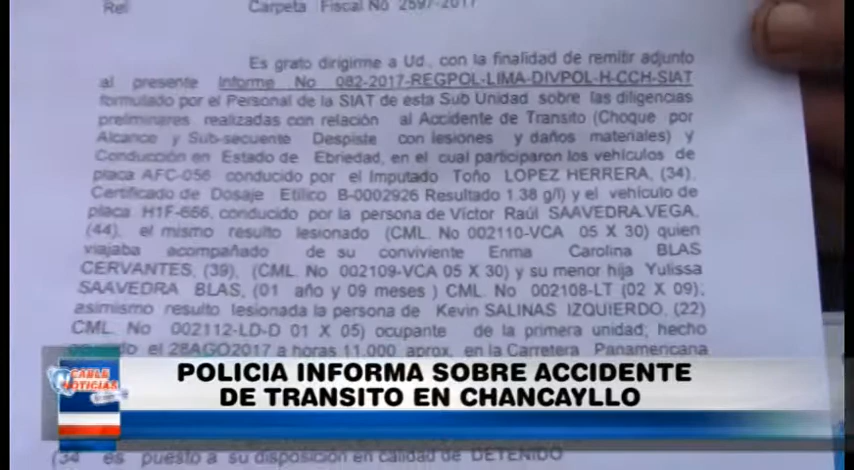 Rel Carpeta Fiscal No 2597-2017
Es grato dirigirme a Ud, con la finalidad de remitir adjunto
al presente Informe No 082-2017-REGPOL-LIMA-DIVPOL-H-CCH-SIAT
formulado por el Personal de la SIAT de esta Sub Unidad sobre las diligencias
preliminares realizadas con relación al Accidente de Transito (Choque por
Alcance y Sub-secuente Despiste con lesiones y daños materiales) y
Conducción en Estado de Ebriedad, en el cual participaron los vehículos de
placa AFC-056 conducido por el Imputado Toño LOPEZ HERRERA, (34),
Certificado de Dosaje Etílico B-0002926 Resultado 1.38 g/l) y el vehículo de
placa H1F-666, conducido por la persona de Víctor Raúl SAAVEDRA VEGA,
(44), el mismo resulto lesionado (CML. No 002110-VCA 05 X 30) quien
viajaba acompañado de su conviviente Enma Carolina BLAS
CERVANTES, (39), (CML. No 002109-VCA 05 X 30) y su menor hija Yulissa
SAAVEDRA BLAS, (01 año y 09 meses) CML. No 002108-LT (02 X 09);
asimismo resulto lesionada la persona de Kevin SALINAS IZQUIERDO, (22)
CML. No 002112-LD-D 01 X 05) ocupante de la primera unidad; hecho
el 28AGO2017 a horas 11.000 aprox, en la Carretera Panamericana
CABLE NOTICIAS
POLICIA INFORMA SOBRE ACCIDENTE
DE TRANSITO EN CHANCAYLLO
(34 es puesto a su disposición en calidad de DETENIDO